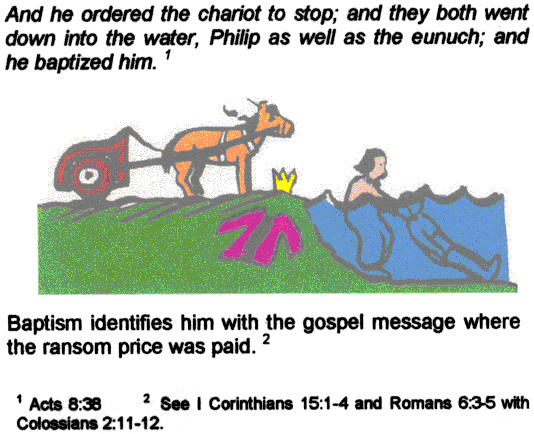 And he ordered the chariot to stop; and they both went
down into the water, Philip as well as the eunuch; and
he baptized him. ¹
Baptism identifies him with the gospel message where
the ransom price was paid. ²
¹ Acts 8:38 ² See I Corinthians 15:1-4 and Romans 6:3-5 with
Colossians 2:11-12.